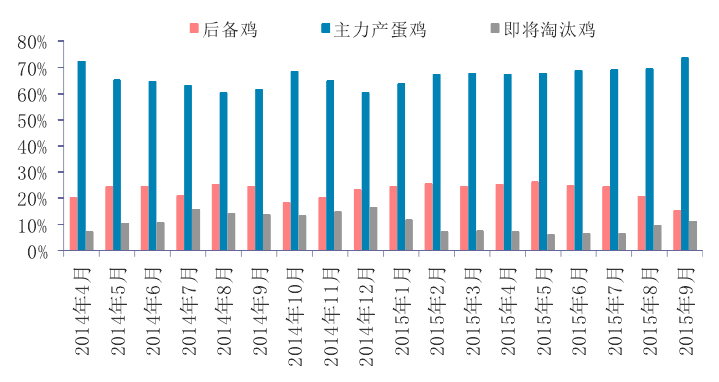 后备鸡 主力产蛋鸡 即将淘汰鸡
80%
70%
60%
50%
40%
30%
20%
10%
0%
2014年4月
2014年5月
2014年6月
2014年7月
2014年8月
2014年9月
2014年10月
2014年11月
2014年12月
2015年1月
2015年2月
2015年3月
2015年4月
2015年5月
2015年6月
2015年7月
2015年8月
2015年9月